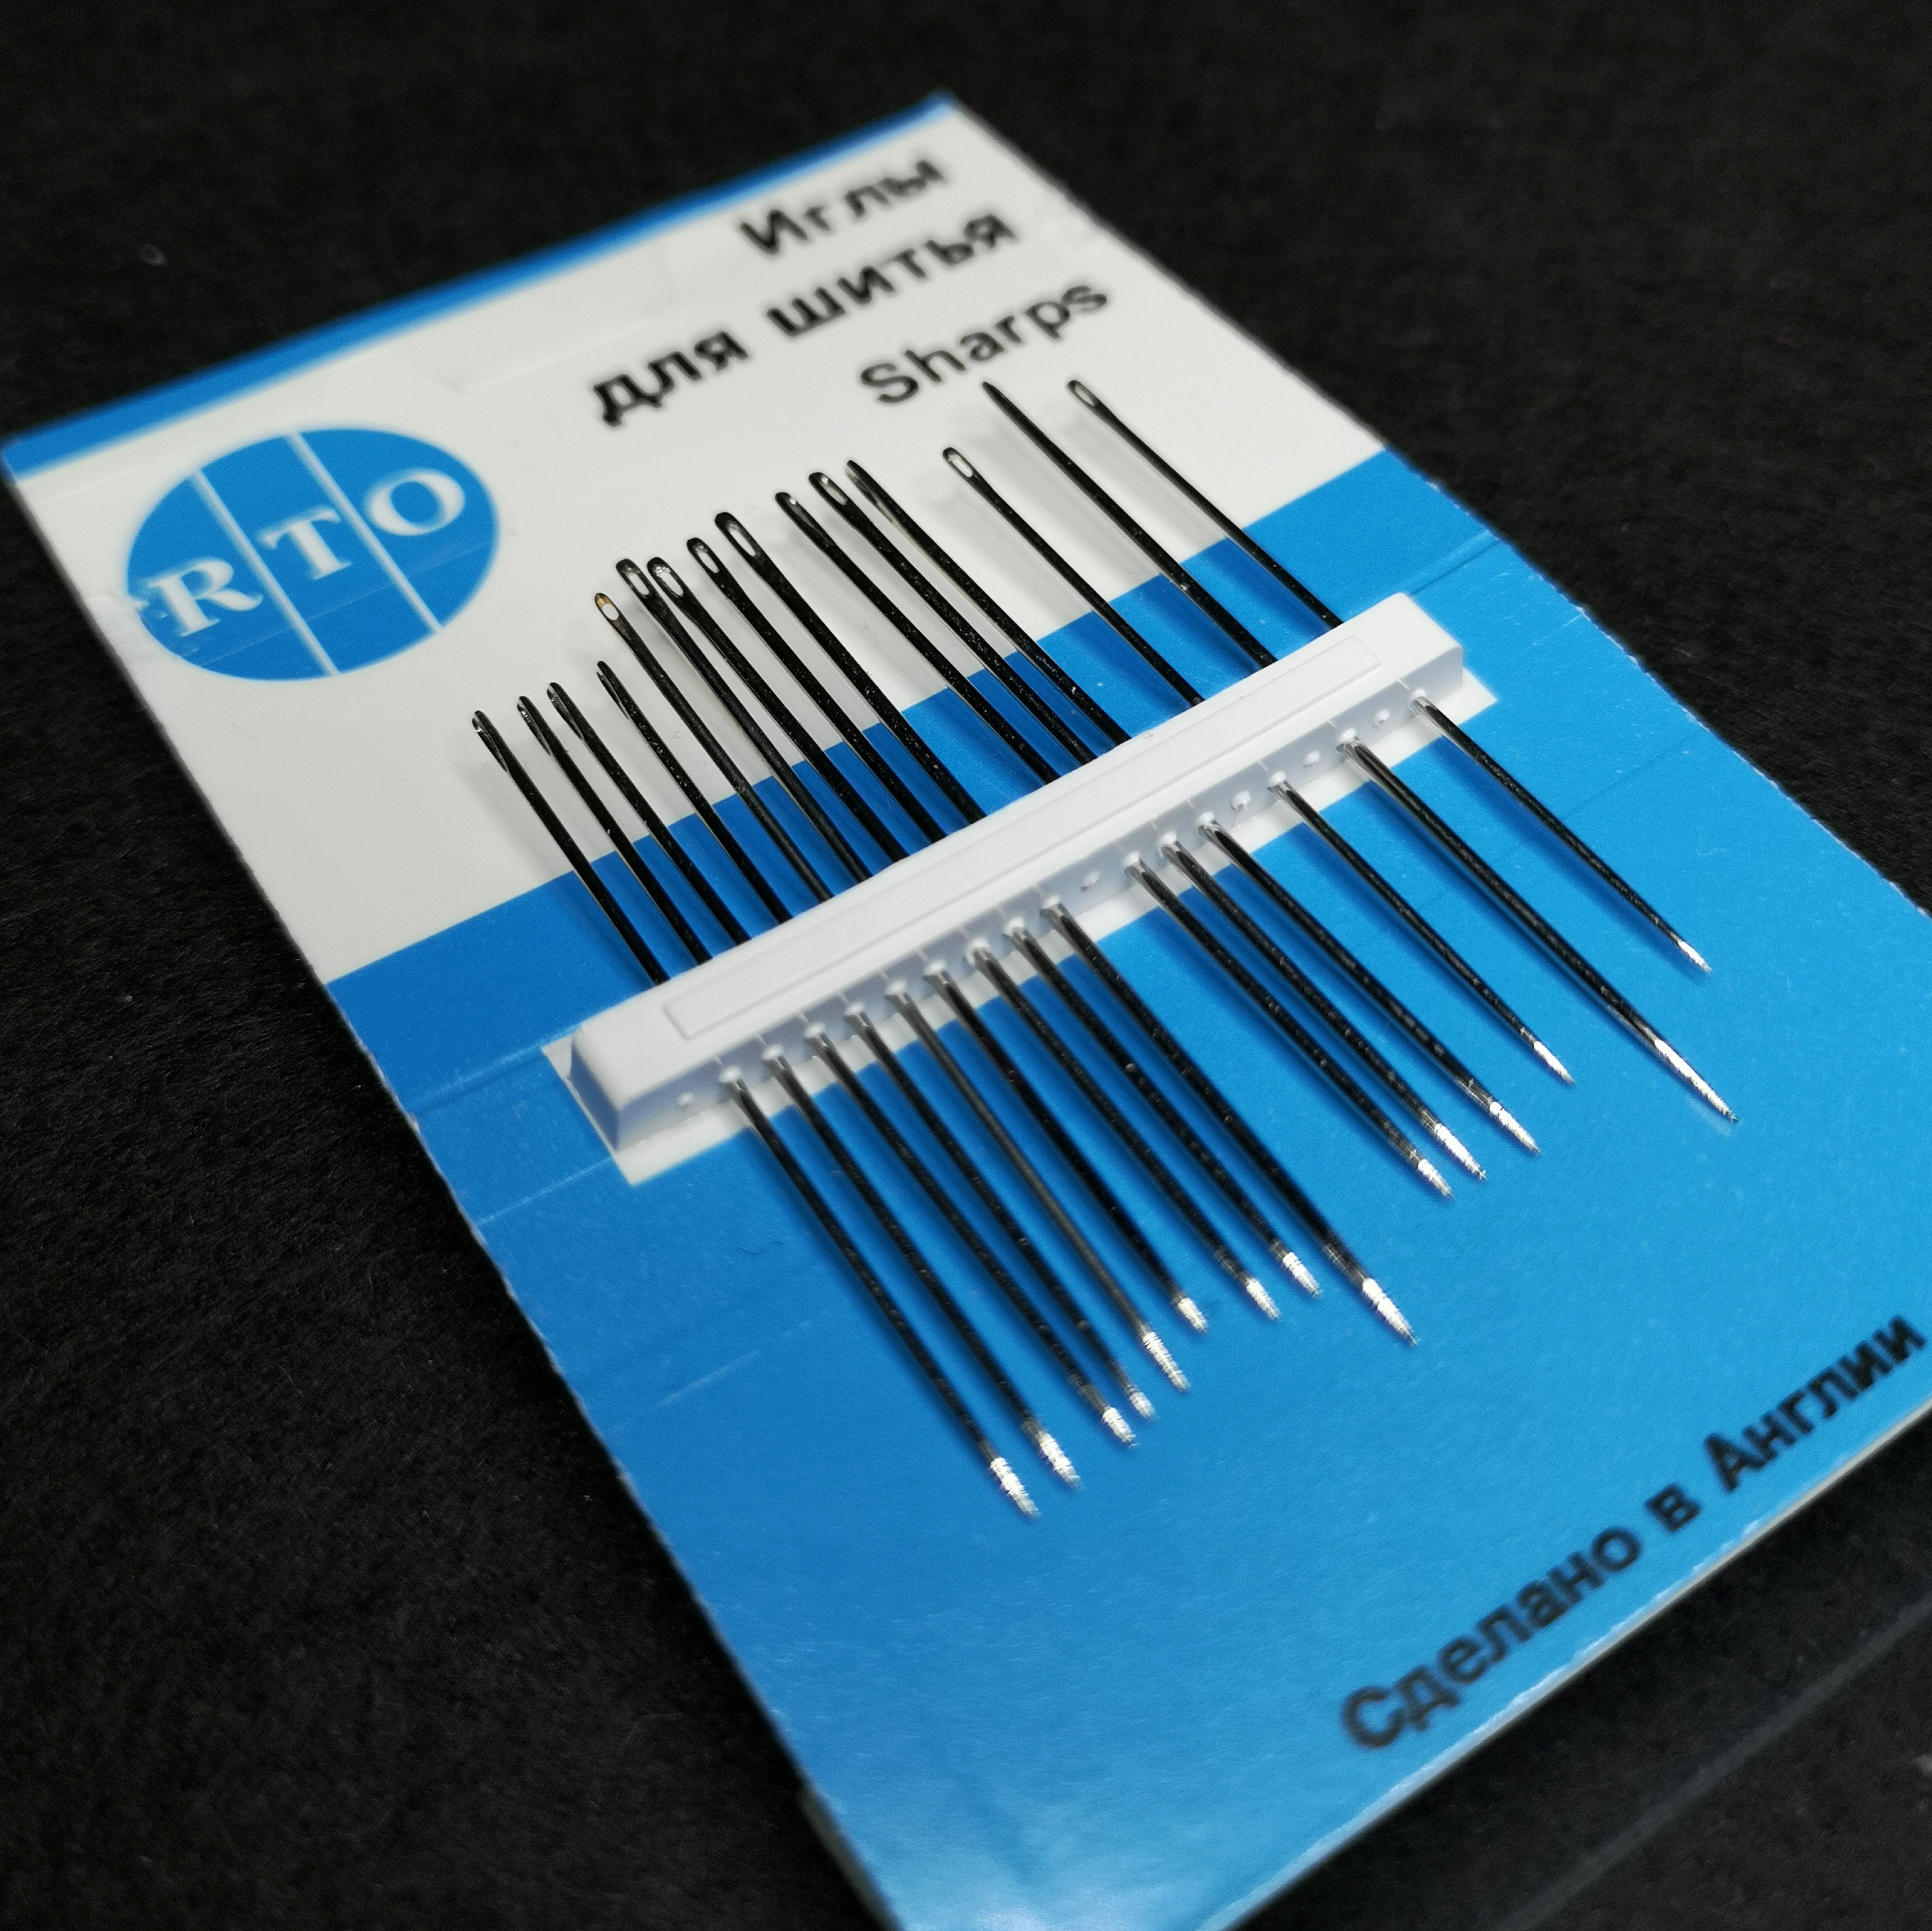 Иглы
для шитья
Sharps
RTO
Сделано в Англии